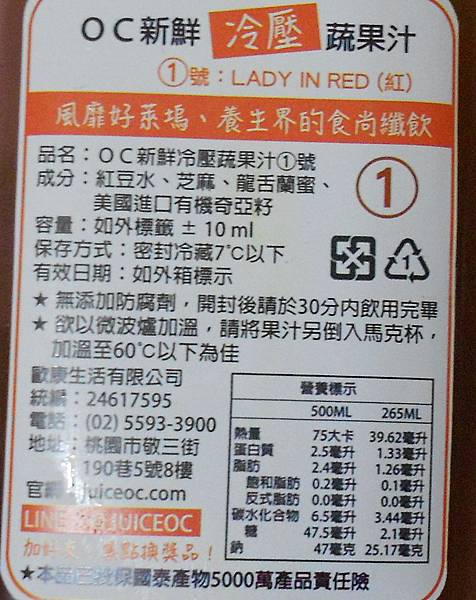 ＯＣ新鮮 冷壓 蔬果汁
①號：LADY IN RED (紅)
風靡好萊塢、養生界的食尚纖飲
品名：ＯＣ新鮮冷壓蔬果汁①號
成分：紅豆水、芝麻、龍舌蘭蜜、
美國進口有機奇亞籽
①
容量：如外標籤 ± 10 ml
保存方式：密封冷藏7℃以下
有效日期：如外箱標示
1
★ 無添加防腐劑，開封後請於30分內飲用完畢
★ 欲以微波爐加溫，請將果汁另倒入馬克杯，
加溫至60℃以下為佳
歐康生活有限公司
統編：24617595
電話：(02) 5593-3900
地址：桃園市敬三街
190巷5號8樓
官網：juiceoc.com
LINE JUICEOC
加好友 點換獎品！
營養標示
500ML 265ML
熱量 75大卡 39.62毫升
蛋白質 2.5毫升 1.33毫升
脂肪 2.4毫升 1.26毫升
飽和脂肪 0.2毫升 0.1毫升
反式脂肪 0.0毫升 0.0毫升
碳水化合物 6.5毫升 3.44毫升
糖 47.5毫升 2.1毫升
鈉 47毫克 25.17毫克
★本產品已投保國泰產物5000萬產品責任險